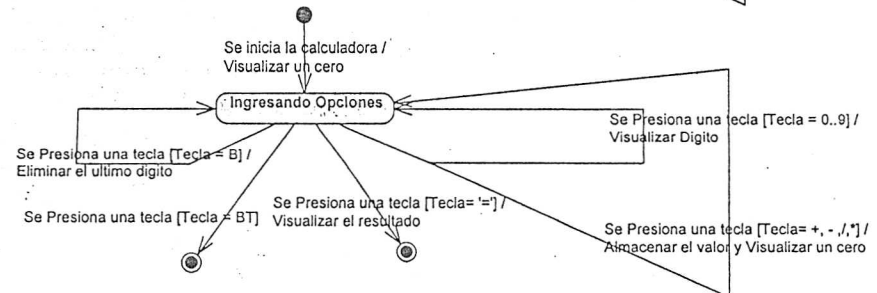 Se inicia la calculadora /
Visualizar un cero
Ingresando Opciones
Se Presiona una tecla [Tecla = 0..9] /
Visualizar Digito
Se Presiona una tecla [Tecla = B] /
Eliminar el ultimo digito
Se Presiona una tecla [Tecla = BT]
Se Presiona una tecla [Tecla= '='] /
Visualizar el resultado
Se Presiona una tecla [Tecla= +, - ,/,*] /
Almacenar el valor y Visualizar un cero